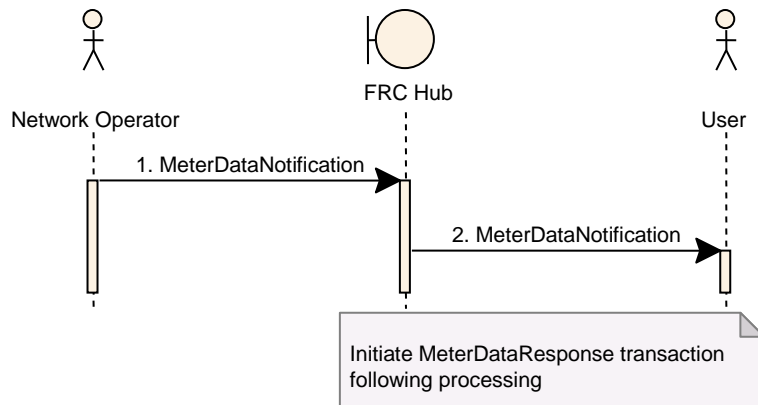 FRC Hub
Network Operator
User
1. MeterDataNotification
2. MeterDataNotification
Initiate MeterDataResponse transaction
following processing